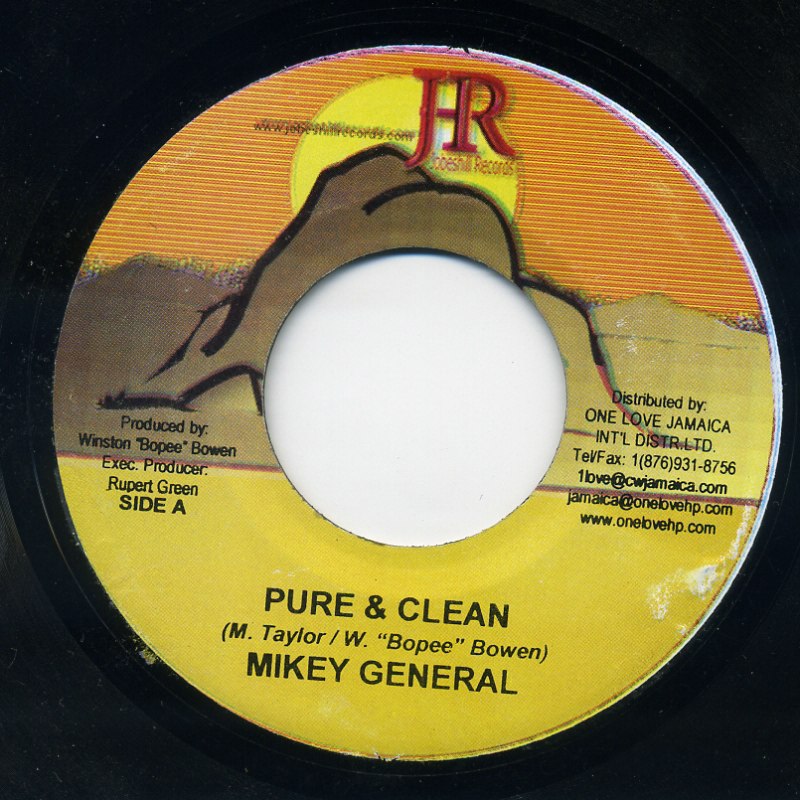 JHR
www.jobeshillrecords.com
Jobeshill Records
Produced by:
Winston "Bopee" Bowen
Exec. Producer:
Rupert Green
SIDE A
Distributed by:
ONE LOVE JAMAICA
INT'L DISTR.LTD.
Tel/Fax: 1(876)931-8756
1love@cwjamaica.com
jamaica@onelovehp.com
www.onelovehp.com
PURE & CLEAN
(M. Taylor / W. “Bopee” Bowen)
MIKEY GENERAL